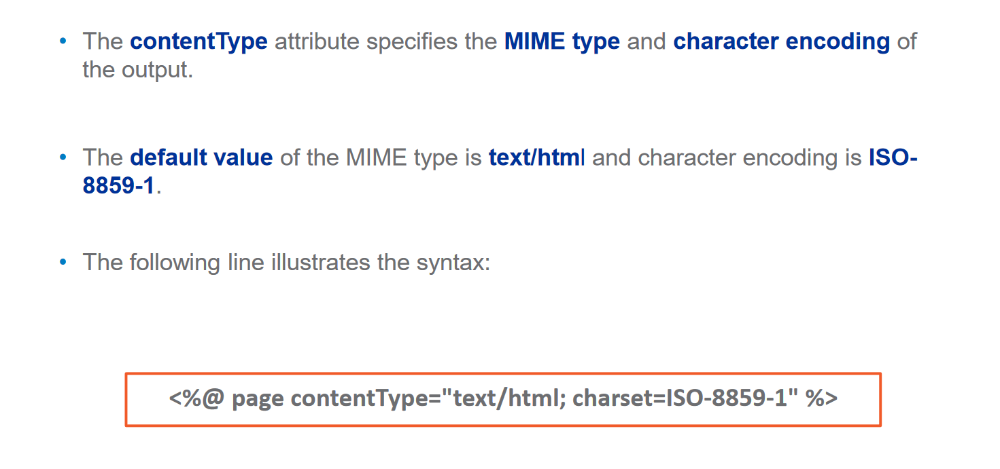 • The contentType attribute specifies the MIME type and character encoding of
the output.
• The default value of the MIME type is text/html and character encoding is ISO-
8859-1.
• The following line illustrates the syntax:
<%@ page contentType="text/html; charset=ISO-8859-1" %>